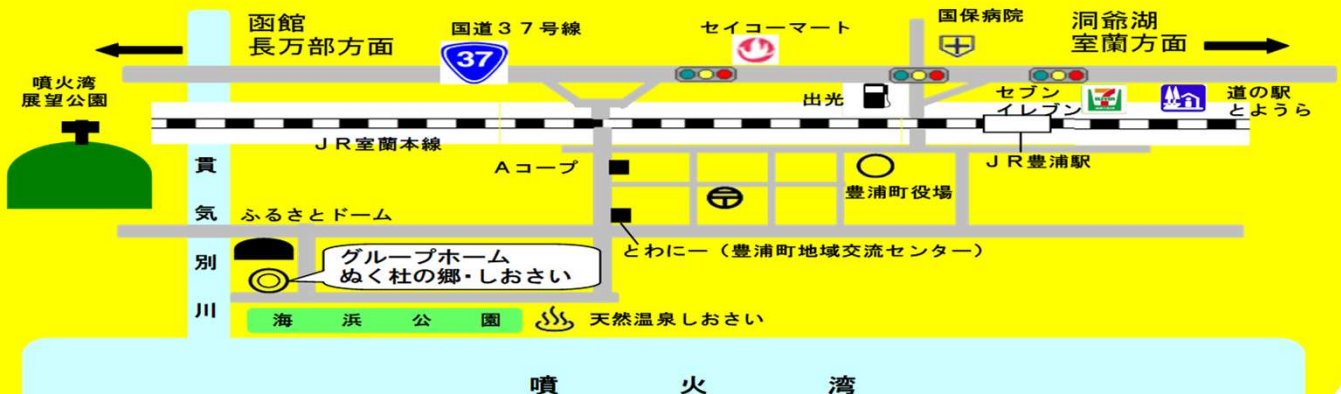 函館
長万部方面
国道37号線
37
セイコーマート
国保病院
洞爺湖
室蘭方面
噴火湾
展望公園
出光
セブン
イレブン
道の駅
とようら
JR室蘭本線
JR豊浦駅
Aコープ
豊浦町役場
貫気別川
ふるさとドーム
とわにー（豊浦町地域交流センター）
グループホーム
ぬく杜の郷・しおさい
海浜公園
天然温泉しおさい
噴火湾